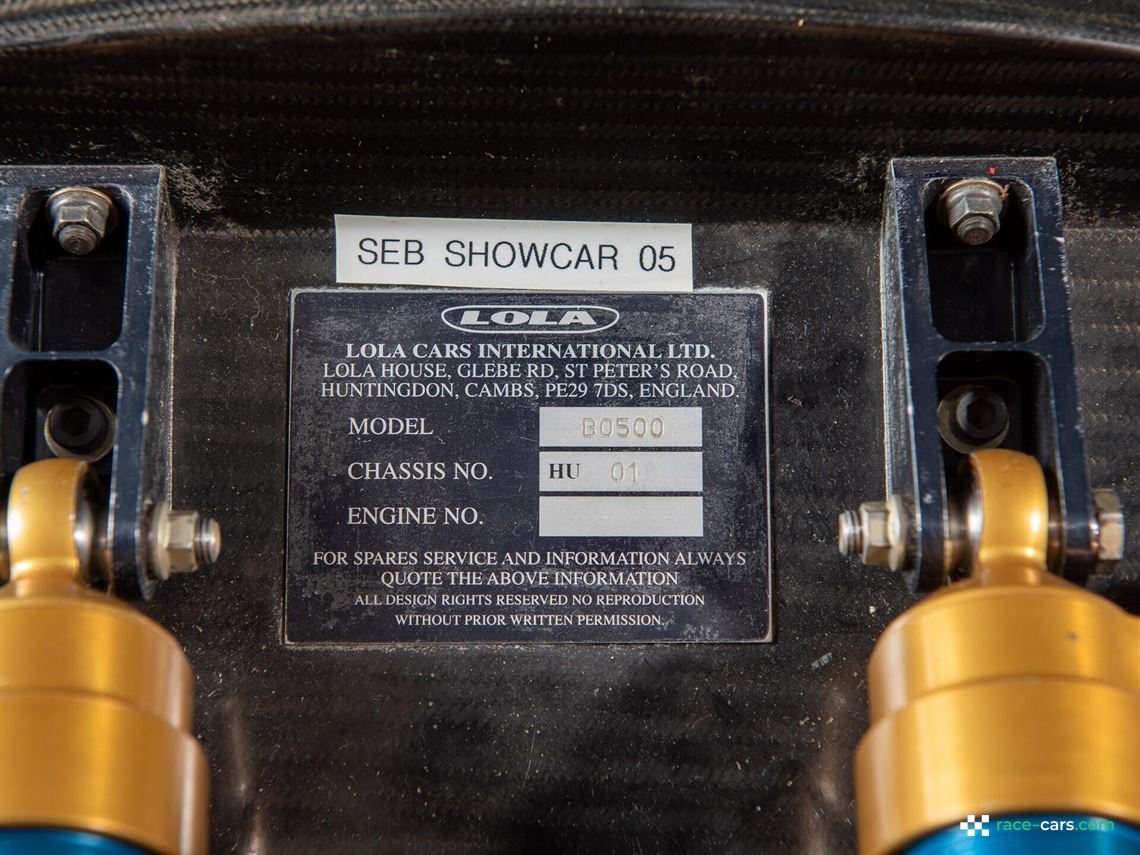 SEB SHOWCAR 05
LOLA
LOLA CARS INTERNATIONAL LTD.
LOLA HOUSE, GLEBE RD, ST PETER'S ROAD,
HUNTINGDON, CAMBS, PE29 7DS, ENGLAND.
MODEL B0500
CHASSIS NO. HU 01
ENGINE NO.
FOR SPARES SERVICE AND INFORMATION ALWAYS
QUOTE THE ABOVE INFORMATION
ALL DESIGN RIGHTS RESERVED NO REPRODUCTION
WITHOUT PRIOR WRITTEN PERMISSION.
race-cars.com